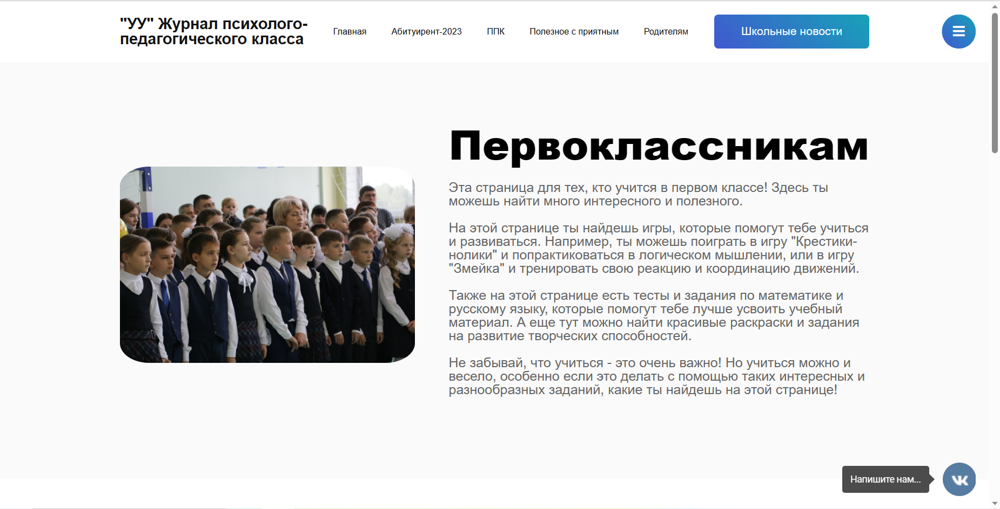 "УУ" Журнал психолого-
педагогического класса
Главная
Абитуирент-2023
ППК
Полезное с приятным
Родителям
Школьные новости
Первоклассникам
Эта страница для тех, кто учится в первом классе! Здесь ты
можешь найти много интересного и полезного.
На этой странице ты найдешь игры, которые помогут тебе учиться
и развиваться. Например, ты можешь поиграть в игру "Крестики-
нолики" и попрактиковаться в логическом мышлении, или в игру
"Змейка" и тренировать свою реакцию и координацию движений.
Также на этой странице есть тесты и задания по математике и
русскому языку, которые помогут тебе лучше усвоить учебный
материал. А еще тут можно найти красивые раскраски и задания
на развитие творческих способностей.
Не забывай, что учиться - это очень важно! Но учиться можно и
весело, особенно если это делать с помощью таких интересных и
разнообразных заданий, какие ты найдешь на этой странице!
Напишите нам...